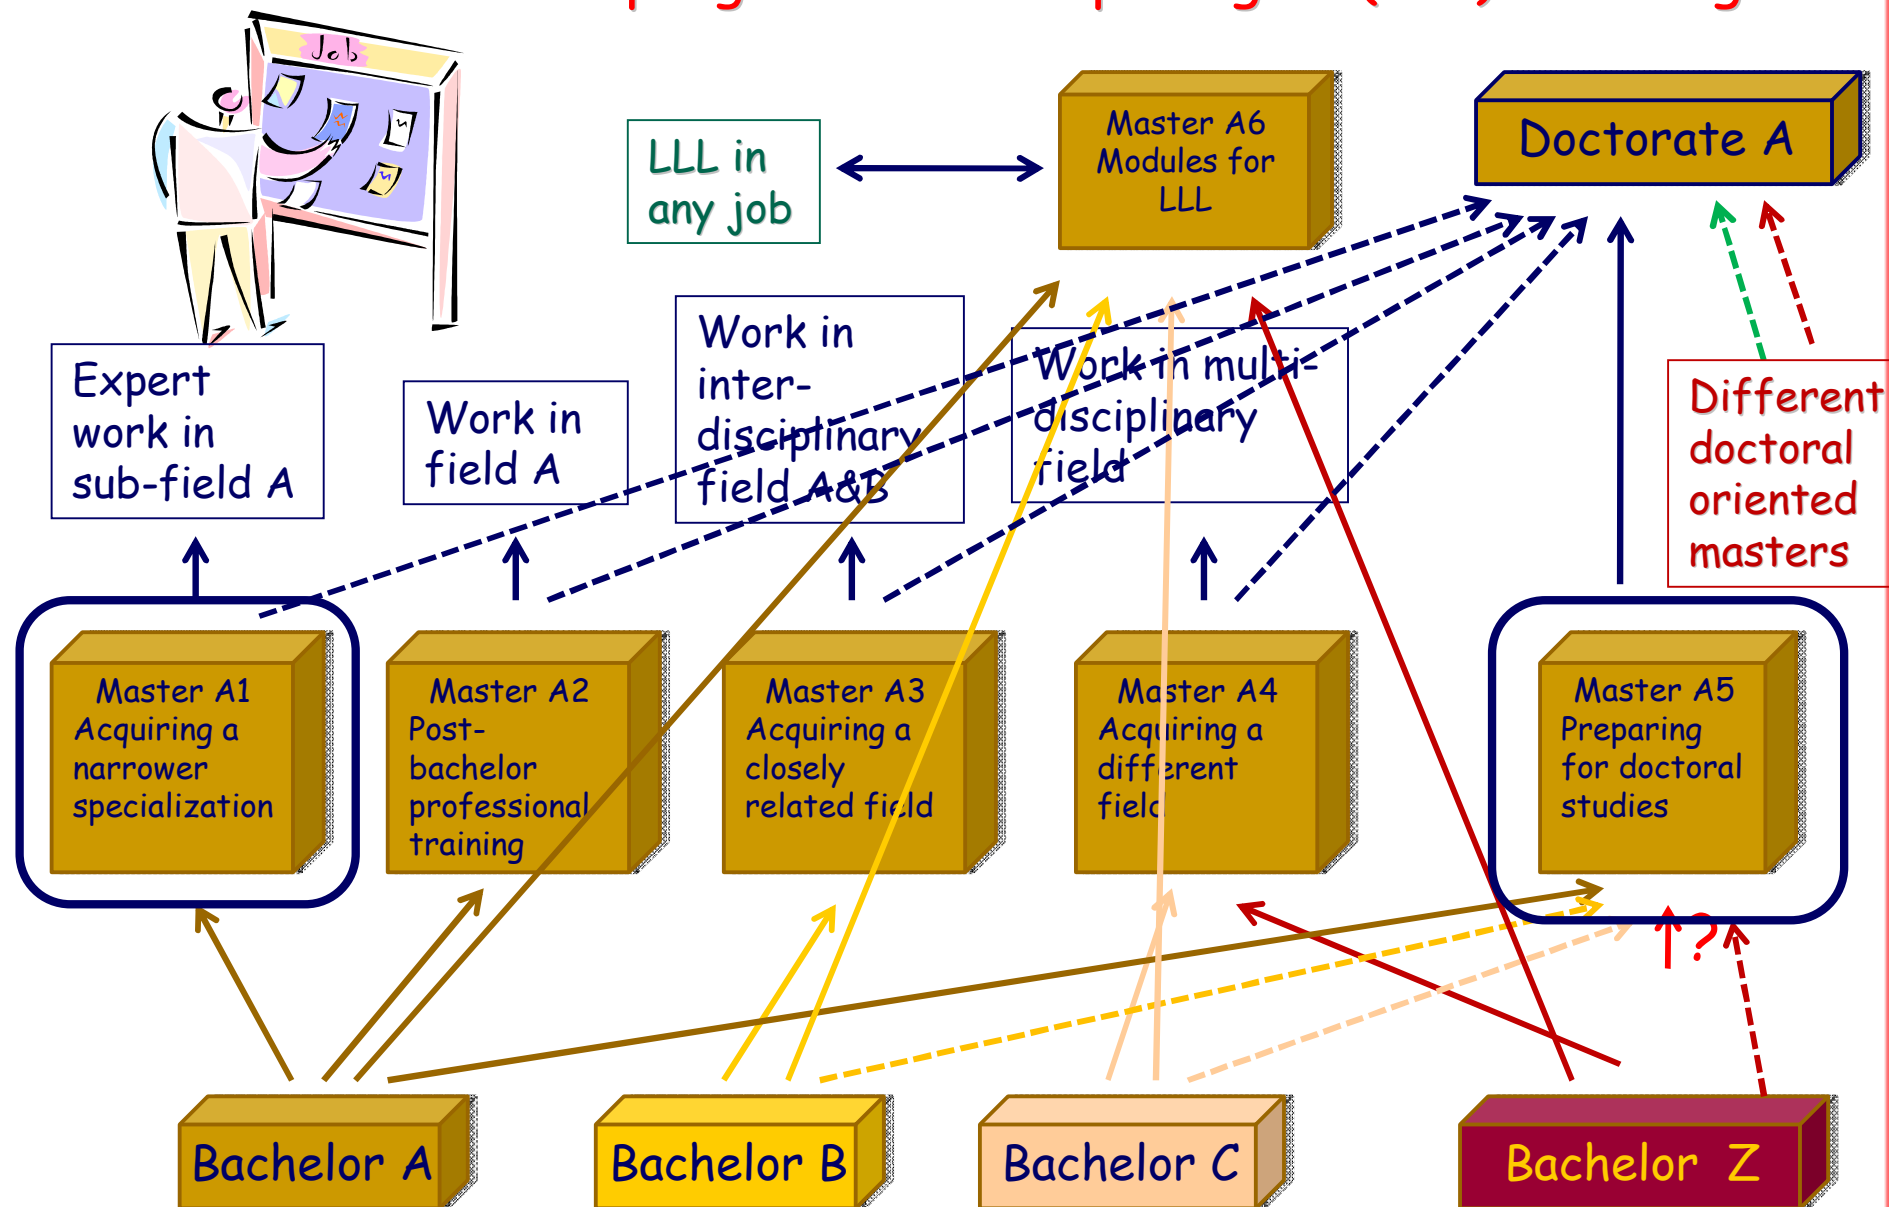 Job
Master A6
Modules for
LLL
Doctorate A
LLL in
any job
Expert
work in
sub-field A
Work in
field A
Work in
inter-
disciplinary
field A&B
Work in multi-
disciplinary
field
Different
doctoral
oriented
masters
Master A1
Acquiring a
narrower
specialization
Master A2
Post-
bachelor
professional
training
Master A3
Acquiring a
closely
related field
Master A4
Acquiring a
different
field
Master A5
Preparing
for doctoral
studies
?
Bachelor A
Bachelor B
Bachelor C
Bachelor Z